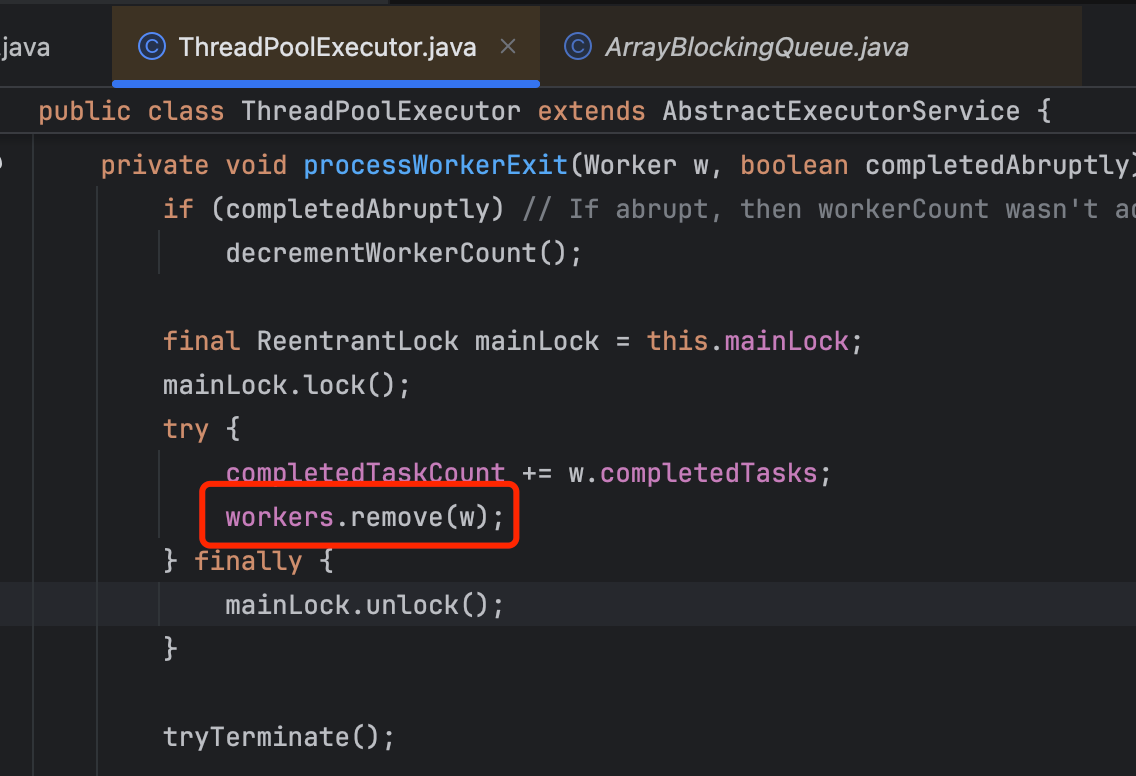 .java
ThreadPoolExecutor.java
ArrayBlockingQueue.java
public class ThreadPoolExecutor extends AbstractExecutorService {
private void processWorkerExit(Worker w, boolean completedAbruptly)
if (completedAbruptly) // If abrupt, then workerCount wasn't
decrementWorkerCount();
final ReentrantLock mainLock = this.mainLock;
mainLock.lock();
try {
completedTaskCount += w.completedTasks;
workers.remove(w);
} finally {
mainLock.unlock();
}
tryTerminate();